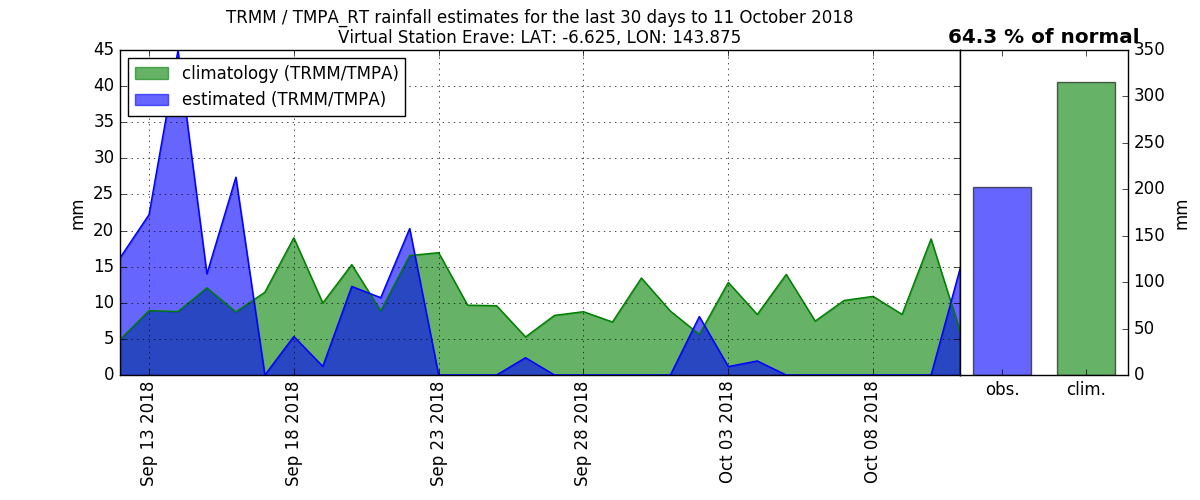 TRMM / TMPA_RT rainfall estimates for the last 30 days to 11 October 2018
Virtual Station Erave: LAT: -6.625, LON: 143.875
64.3 % of normal
climatology (TRMM/TMPA)
estimated (TRMM/TMPA)
45
40
35
30
25
20
15
10
5
0
mm
Sep 13 2018
Sep 18 2018
Sep 23 2018
Sep 28 2018
Oct 03 2018
Oct 08 2018
350
300
250
200
150
100
50
0
mm
obs.
clim.